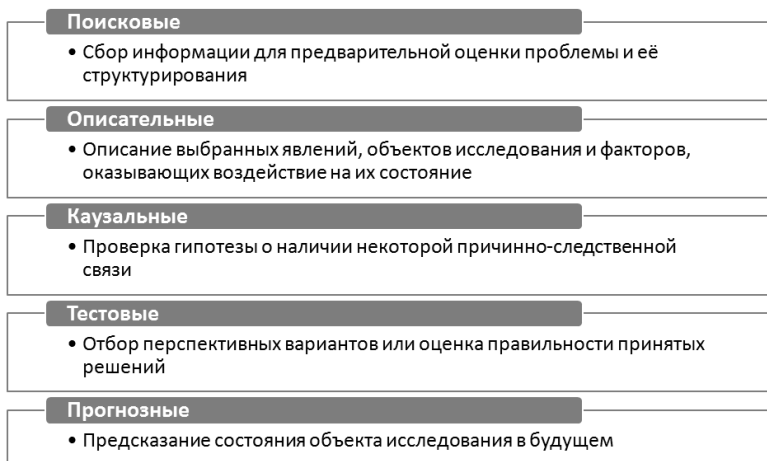 Поисковые
• Сбор информации для предварительной оценки проблемы и её
структурирования
Описательные
• Описание выбранных явлений, объектов исследования и факторов,
оказывающих воздействие на их состояние
Каузальные
• Проверка гипотезы о наличии некоторой причинно-следственной
связи
Тестовые
• Отбор перспективных вариантов или оценка правильности принятых
решений
Прогнозные
• Предсказание состояния объекта исследования в будущем